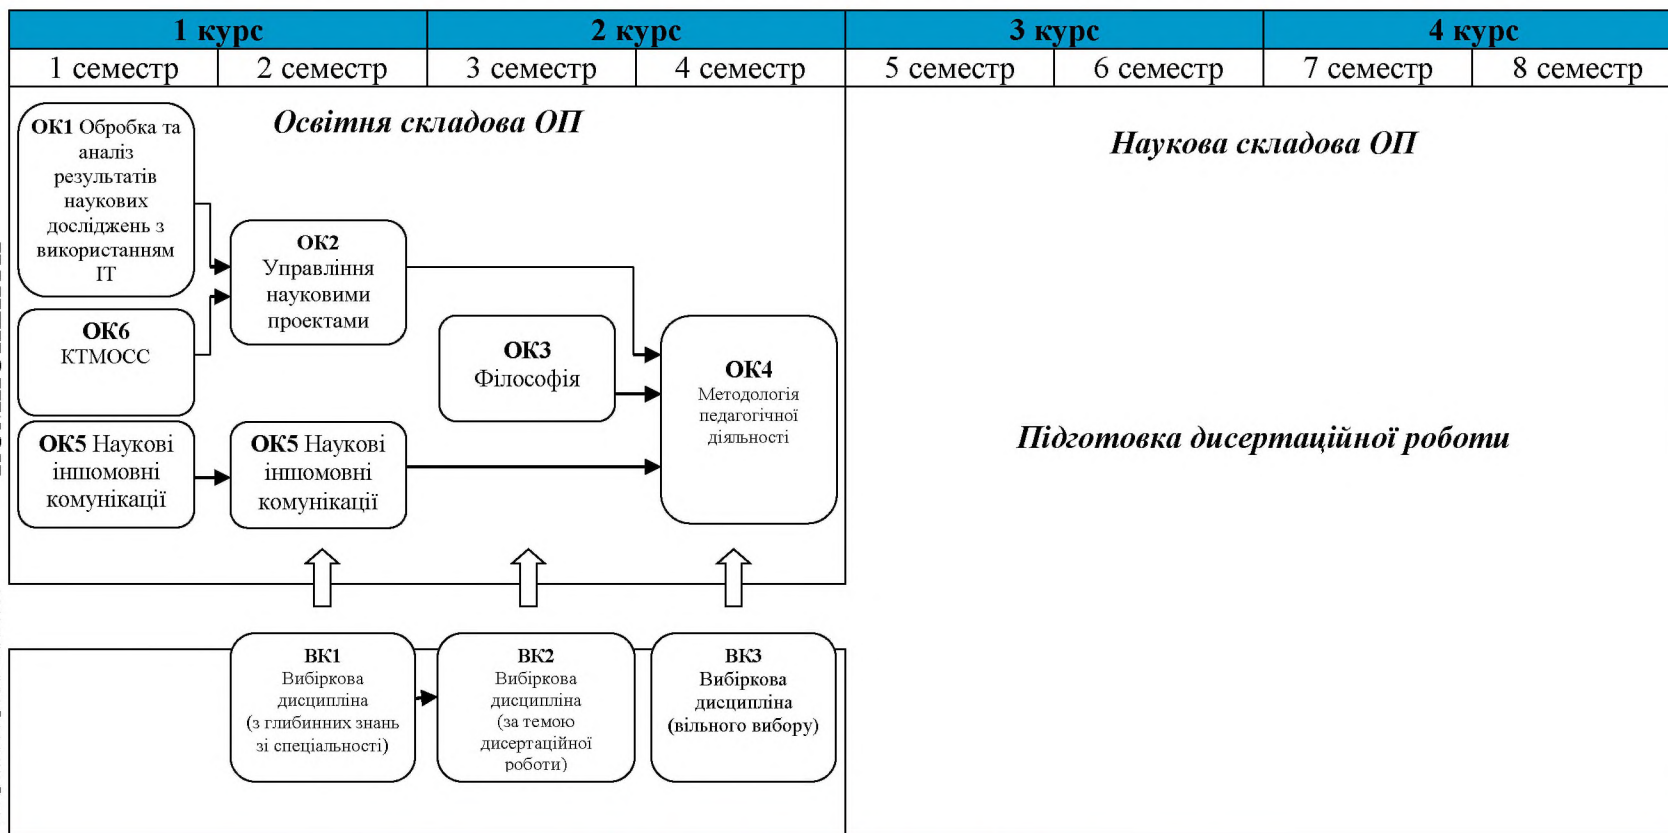 1 курс 2 курс 3 курс 4 курс
1 семестр 2 семестр 3 семестр 4 семестр 5 семестр 6 семестр 7 семестр 8 семестр
Освітня складова ОП
ОК1 Обробка та
аналіз
результатів
наукових
досліджень з
використанням
ІТ
ОК6
КТМОСС
ОК5 Наукові
іншомовні
комунікації
ОК2
Управління
науковими
проектами
ОК5 Наукові
іншомовні
комунікації
ОК3
Філософія
ОК4
Методологія
педагогічної
діяльності
ВК1
Вибіркова
дисципліна
(з глибинних знань
зі спеціальності)
ВК2
Вибіркова
дисципліна
(за темою
дисертаційної
роботи)
ВК3
Вибіркова
дисципліна
(вільного вибору)
Наукова складова ОП
Підготовка дисертаційної роботи